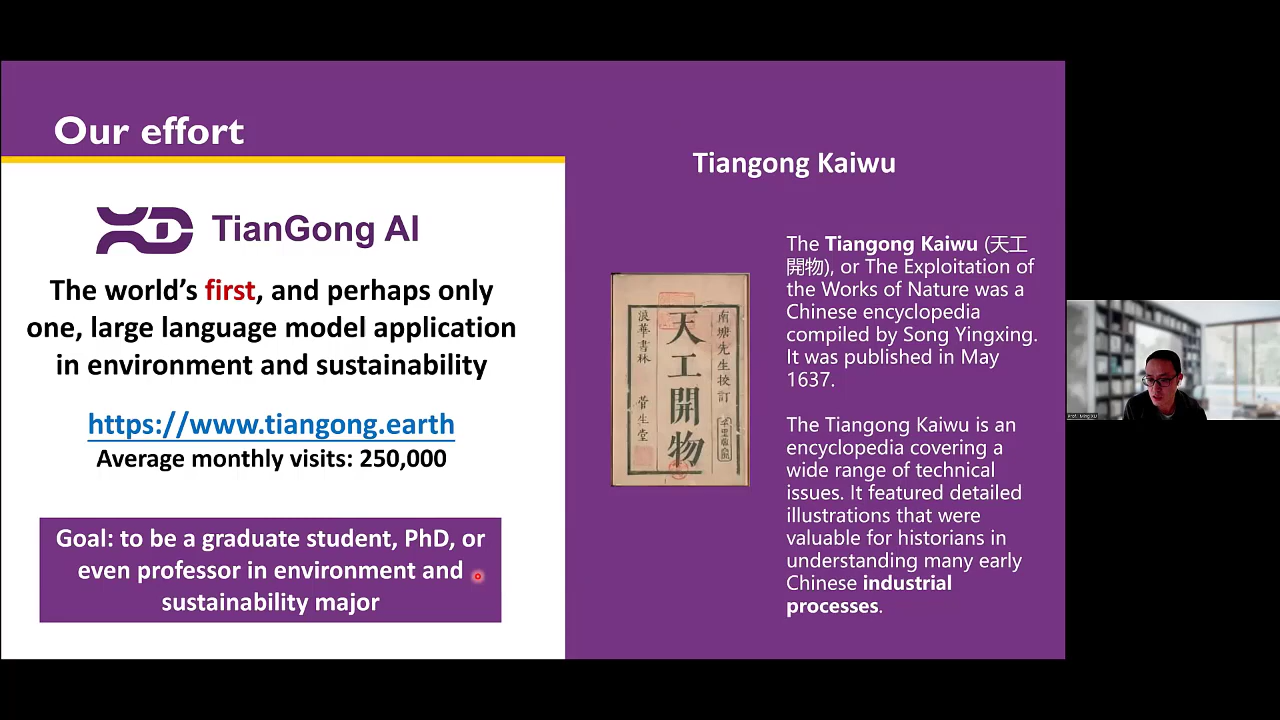 Our effort
TianGong AI
The world's first, and perhaps only
one, large language model application
in environment and sustainability
https://www.tiangong.earth
Average monthly visits: 250,000
Goal: to be a graduate student, PhD, or
even professor in environment and
sustainability major
Tiangong Kaiwu
南塘先生校訂
天工開物
浪華書林
菅生堂
The Tiangong Kaiwu (天工
開物), or The Exploitation of
the Works of Nature was a
Chinese encyclopedia
compiled by Song Yingxing.
It was published in May
1637.
The Tiangong Kaiwu is an
encyclopedia covering a
wide range of technical
issues. It featured detailed
illustrations that were
valuable for historians in
understanding many early
Chinese industrial
processes.
Prof. Ming XU